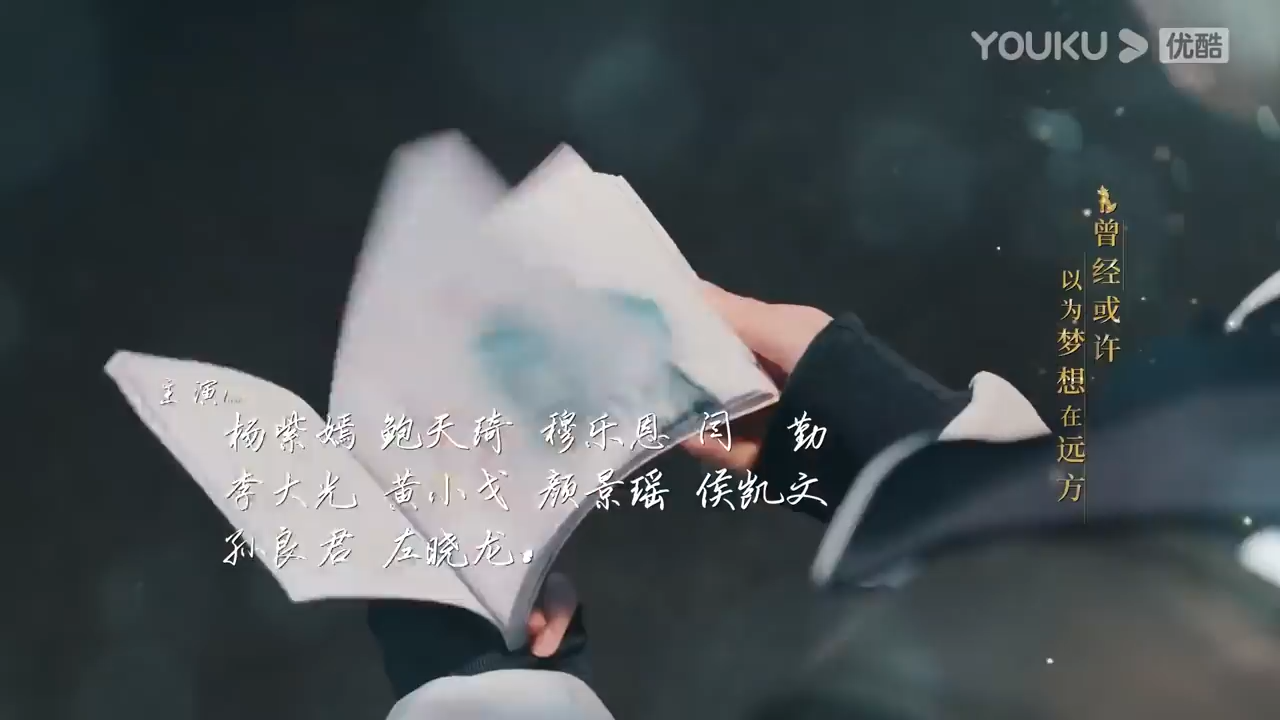 YOUKU 优酷
曾经或许
以为梦想在远方
主演
杨紫嫣 鲍天琦 穆乐恩 闫 勤
李大光 黄小戈 颜景瑶 侯凯文
孙良君 左晓龙